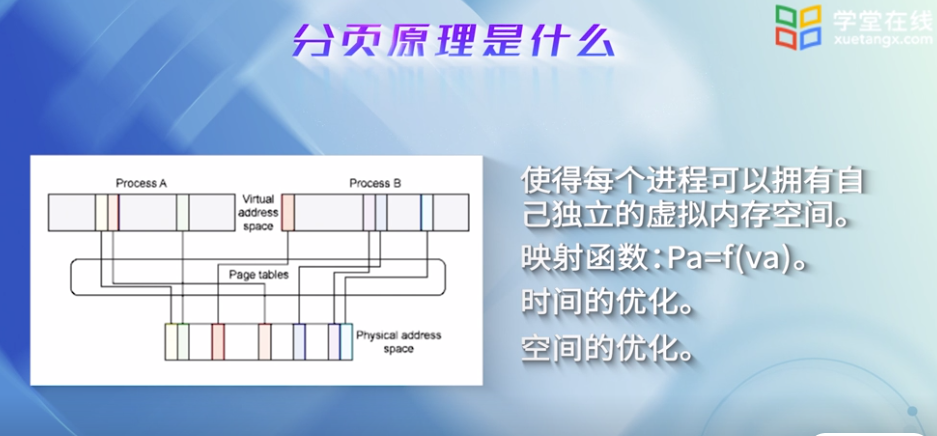 分页原理是什么
学堂在线
xuetangx.com
Process A
Process B
Virtual
address
space
Page tables
Physical address
space
使得每个进程可以拥有自
己独立的虚拟内存空间。
映射函数:Pa=f(va)。
时间的优化。
空间的优化。